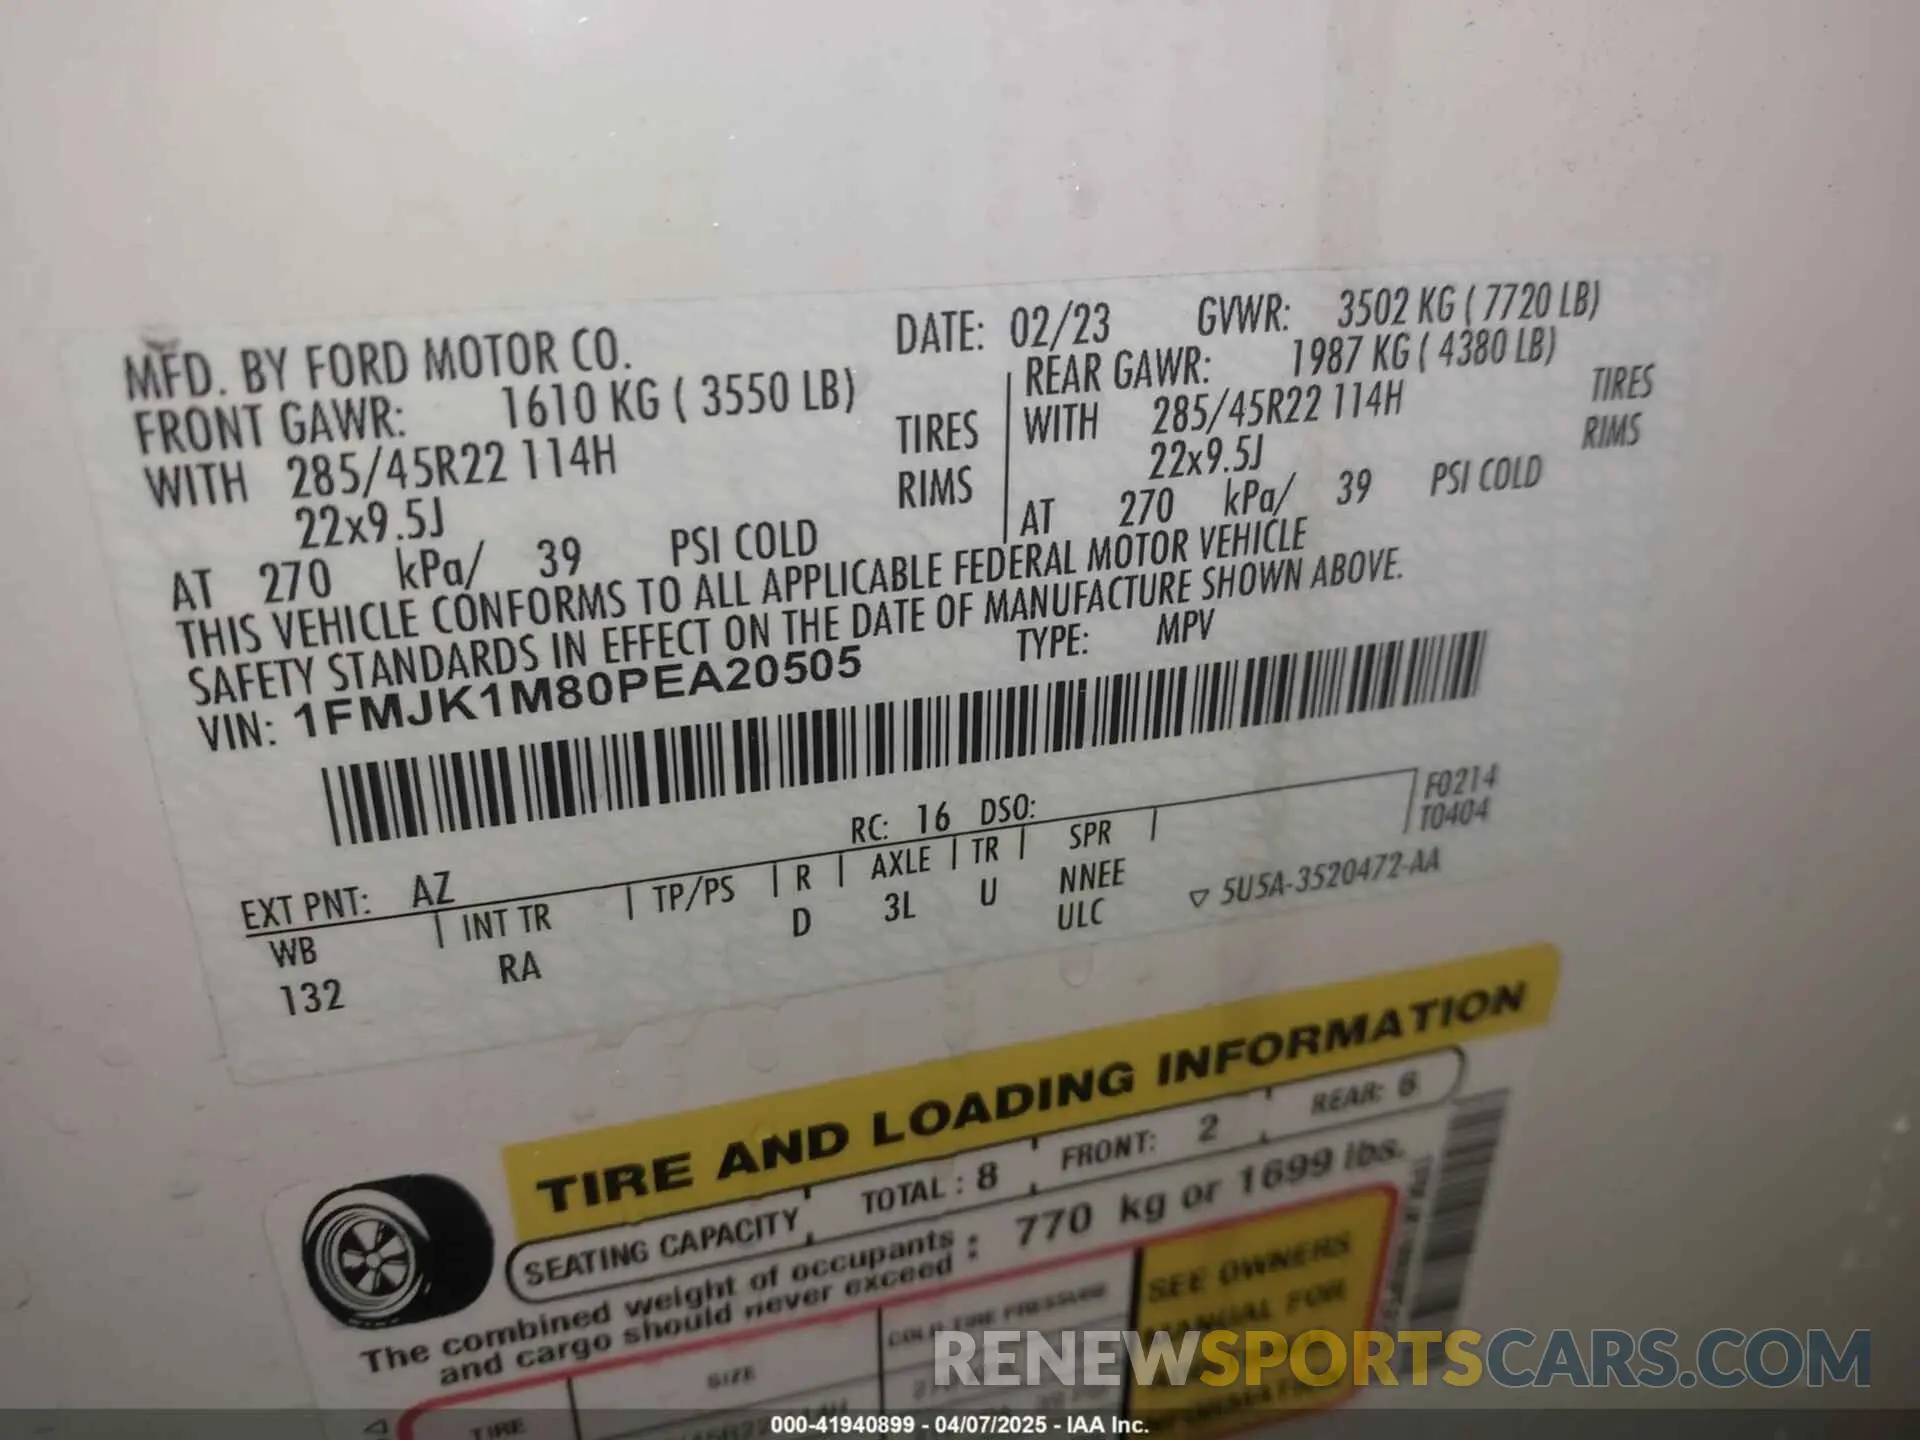 MFD. BY FORD MOTOR CO. DATE: 02/23 GVWR: 3502 KG ( 7720 LB)
FRONT GAWR: 1610 KG ( 3550 LB) REAR GAWR: 1987 KG ( 4380 LB)
WITH 285/45R22 114H TIRES WITH 285/45R22 114H TIRES
22x9.5J RIMS 22x9.5J RIMS
AT 270 kPa/ 39 PSI COLD AT 270 kPa/ 39 PSI COLD
THIS VEHICLE CONFORMS TO ALL APPLICABLE FEDERAL MOTOR VEHICLE
SAFETY STANDARDS IN EFFECT ON THE DATE OF MANUFACTURE SHOWN ABOVE.
VIN: 1FMJK1M80PEA20505 TYPE: MPV
F0214
T0404
EXT PNT: AZ RC: 16 DSO:
WB INT TR TP/PS R AXLE TR SPR
132 RA D 3L U NNEE
ULC
▽ 5U5A-3520472-AA
TIRE AND LOADING INFORMATION
SEATING CAPACITY TOTAL : 8 FRONT: 2 REAR: 6
The combined weight of occupants
and cargo should never exceed : 770 kg or 1699 lbs.
TIRE SIZE COLD TIRE PRESSURE
SEE OWNERS
MANUAL FOR
RENEWSPORTSCARS.COM
000-41940899 - 04/07/2025 - IAA Inc.